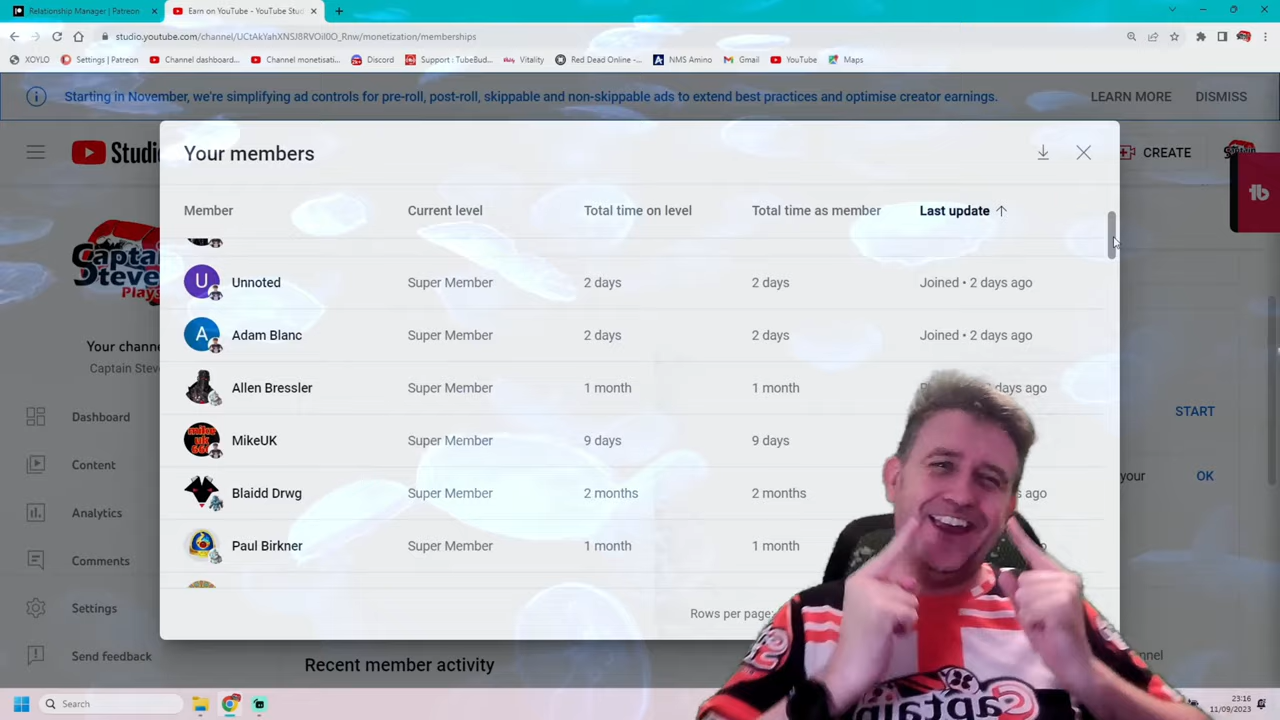 Relationship Manager | Patreon
Earn on YouTube - YouTube Stud
studio.youtube.com/channel/UCtAkYahXNSJ8RVOiI0O_Rnw/monetization/memberships
XOYLO
Settings | Patreon
Channel dashboard...
Channel monetisati...
Discord
Support : TubeBud...
Vitality
Red Dead Online -...
NMS Amino
Gmail
YouTube
Maps
Starting in November, we're simplifying ad controls for pre-roll, post-roll, skippable and non-skippable ads to extend best practices and optimise creator earnings.
LEARN MORE
DISMISS
Studio
CREATE
Your members
Member
Current level
Total time on level
Total time as member
Last update
U Unnoted Super Member 2 days 2 days Joined • 2 days ago
A Adam Blanc Super Member 2 days 2 days Joined • 2 days ago
Allen Bressler Super Member 1 month 1 month days ago
MikeUK Super Member 9 days 9 days
Blaidd Drwg Super Member 2 months 2 months ago
Paul Birkner Super Member 1 month 1 month
Rows per page:
Captain
Steve
Plays
Your chann
Captain Steve
Dashboard
Content
Analytics
Comments
Settings
Send feedback
START
your
OK
tb
Recent member activity
Captain
Search
23:16
11/09/2023